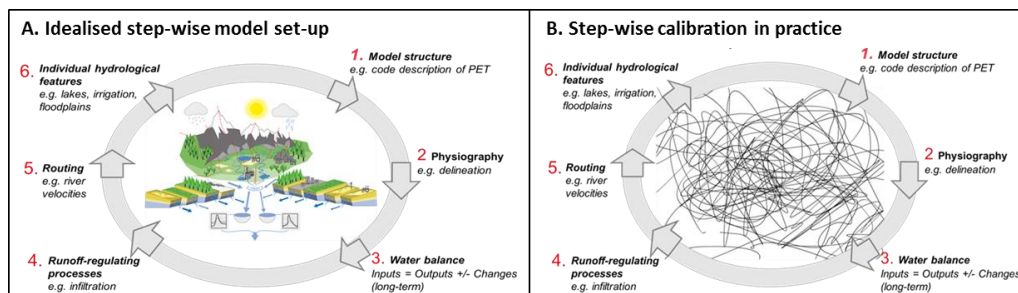 A. Idealised step-wise model set-up
1. Model structure
e.g. code description of PET
2 Physiography
e.g. delineation
3. Water balance
Inputs = Outputs +/- Changes
(long-term)
4. Runoff-regulating
processes
e.g. infiltration
5. Routing
e.g. river
velocities
6. Individual hydrological
features
e.g. lakes, irrigation,
floodplains
B. Step-wise calibration in practice
1. Model structure
e.g. code description of PET
2 Physiography
e.g. delineation
3. Water balance
Inputs = Outputs +/- Changes
(long-term)
4. Runoff-regulating
processes
e.g. infiltration
5. Routing
e.g. river
velocities
6. Individual hydrological
features
e.g. lakes, irrigation,
floodplains